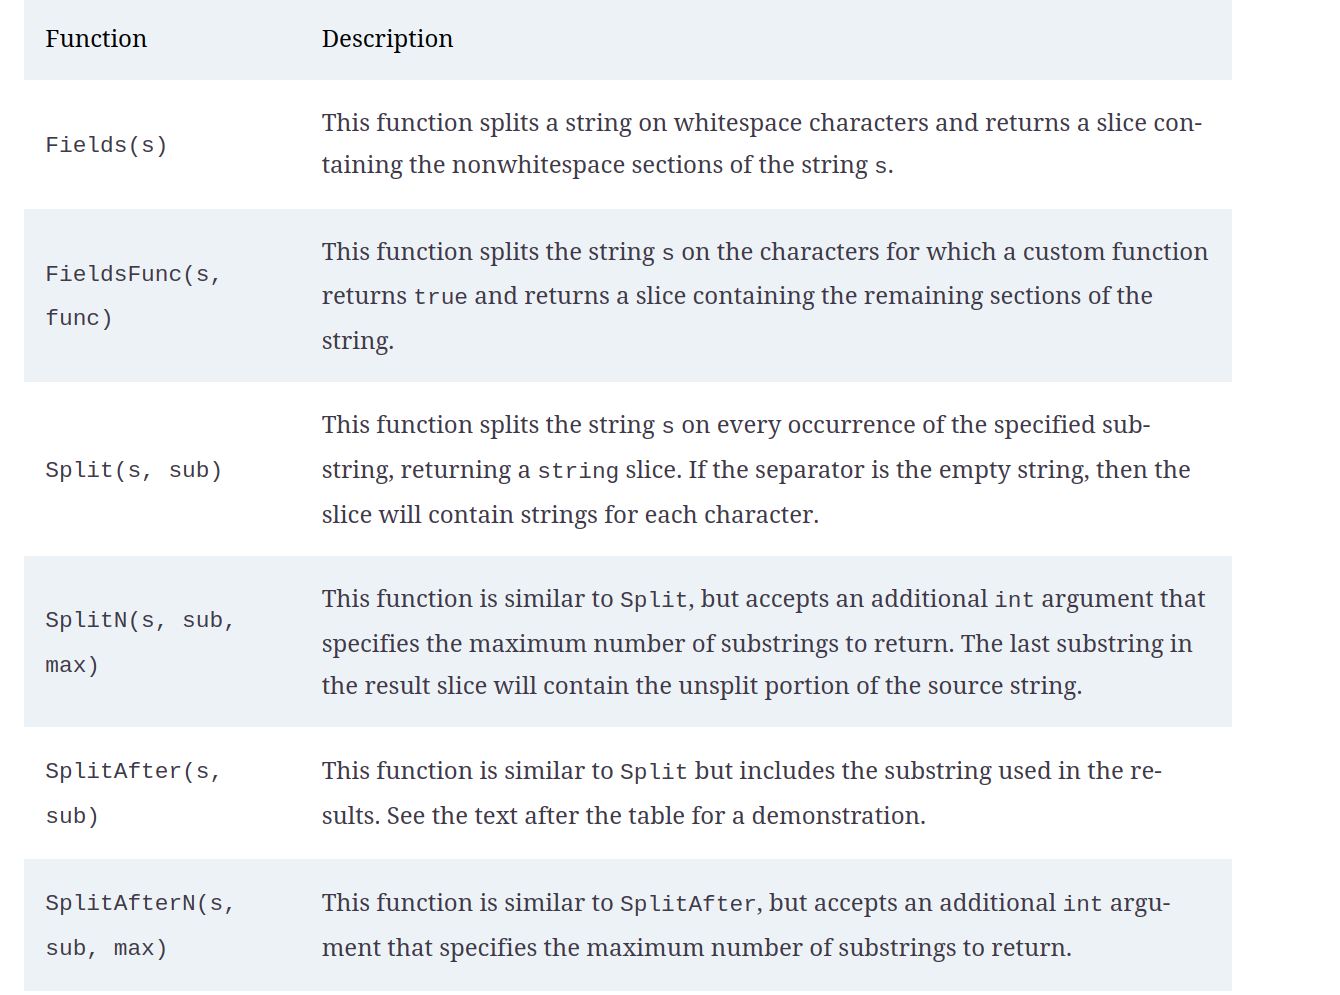 Function Description
Fields(s)
This function splits a string on whitespace characters and returns a slice con-
taining the nonwhitespace sections of the string s.
FieldsFunc(s,
func)
This function splits the string s on the characters for which a custom function
returns true and returns a slice containing the remaining sections of the
string.
Split(s, sub)
This function splits the string s on every occurrence of the specified sub-
string, returning a string slice. If the separator is the empty string, then the
slice will contain strings for each character.
SplitN(s, sub,
max)
This function is similar to Split, but accepts an additional int argument that
specifies the maximum number of substrings to return. The last substring in
the result slice will contain the unsplit portion of the source string.
SplitAfter(s,
sub)
This function is similar to Split but includes the substring used in the re-
sults. See the text after the table for a demonstration.
SplitAfterN(s,
sub, max)
This function is similar to SplitAfter, but accepts an additional int argu-
ment that specifies the maximum number of substrings to return.